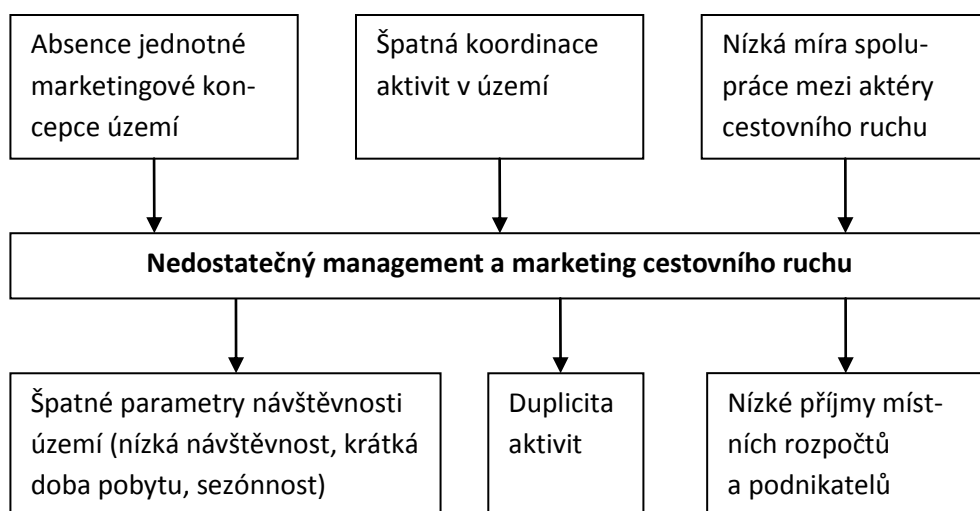 Absence jednotné
marketingové kon-
cepce území
Špatná koordinace
aktivit v území
Nízká míra spolu-
práce mezi aktéry
cestovního ruchu
Nedostatečný management a marketing cestovního ruchu
Špatné parametry návštěvnosti
území (nízká návštěvnost, krátká
doba pobytu, sezónnost)
Duplicita
aktivit
Nízké příjmy míst-
ních rozpočtů
a podnikatelů